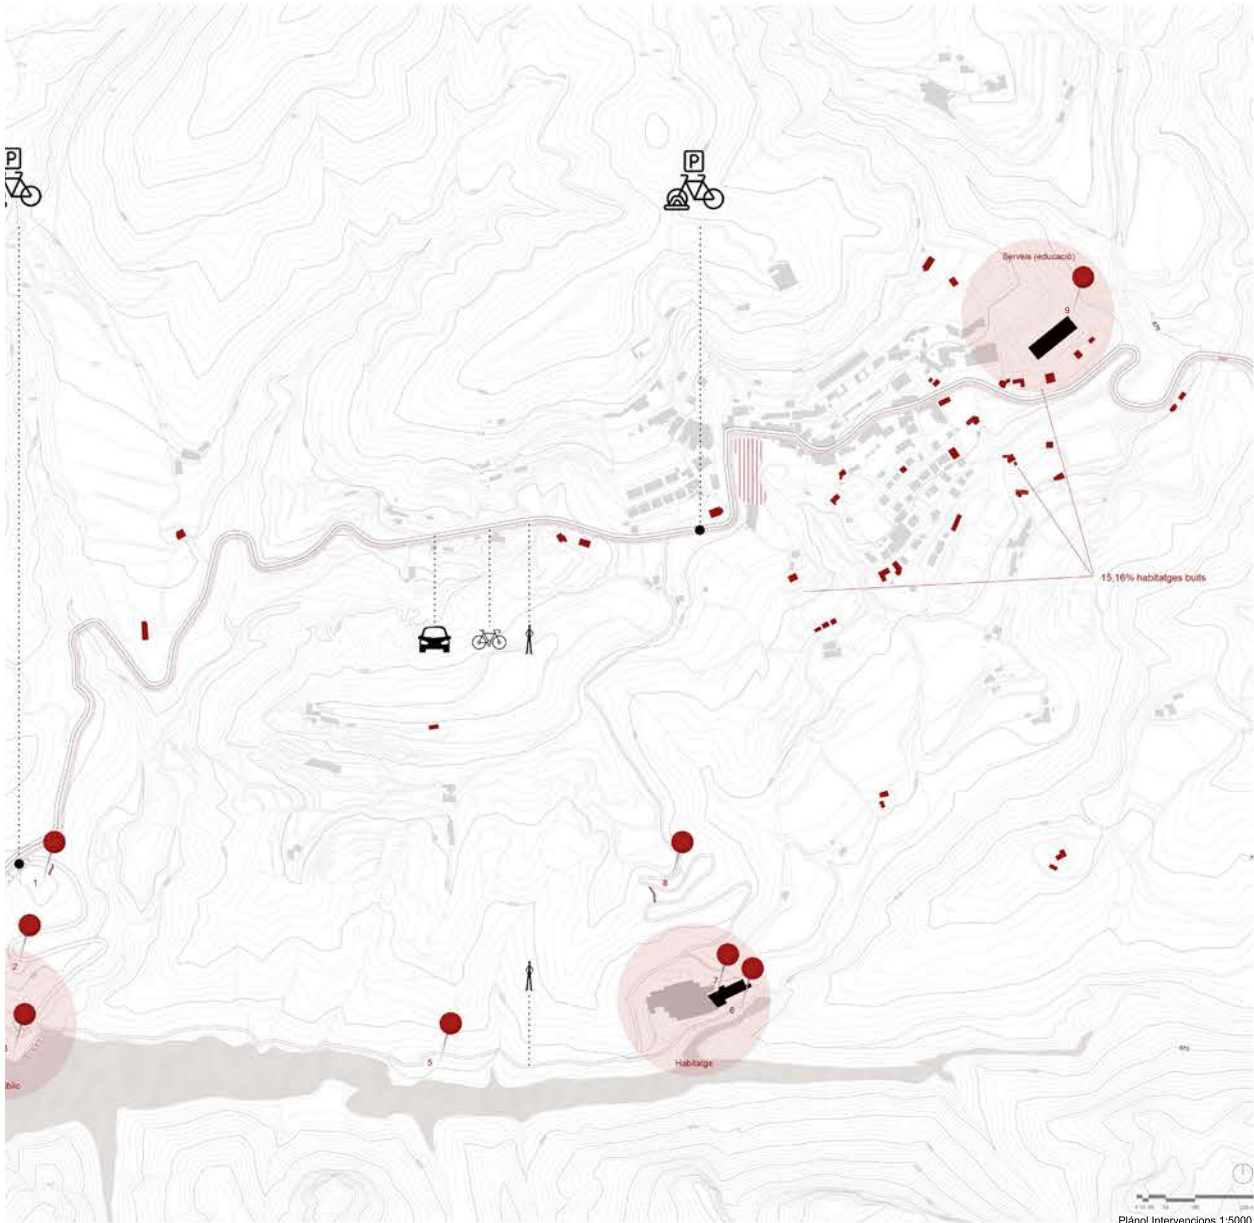 P
P
Serveis (educació)
9
15,16% habitatges buits
1
8
2
7
6
5
Habitatge
blic
Plànol Intervencions 1:5000